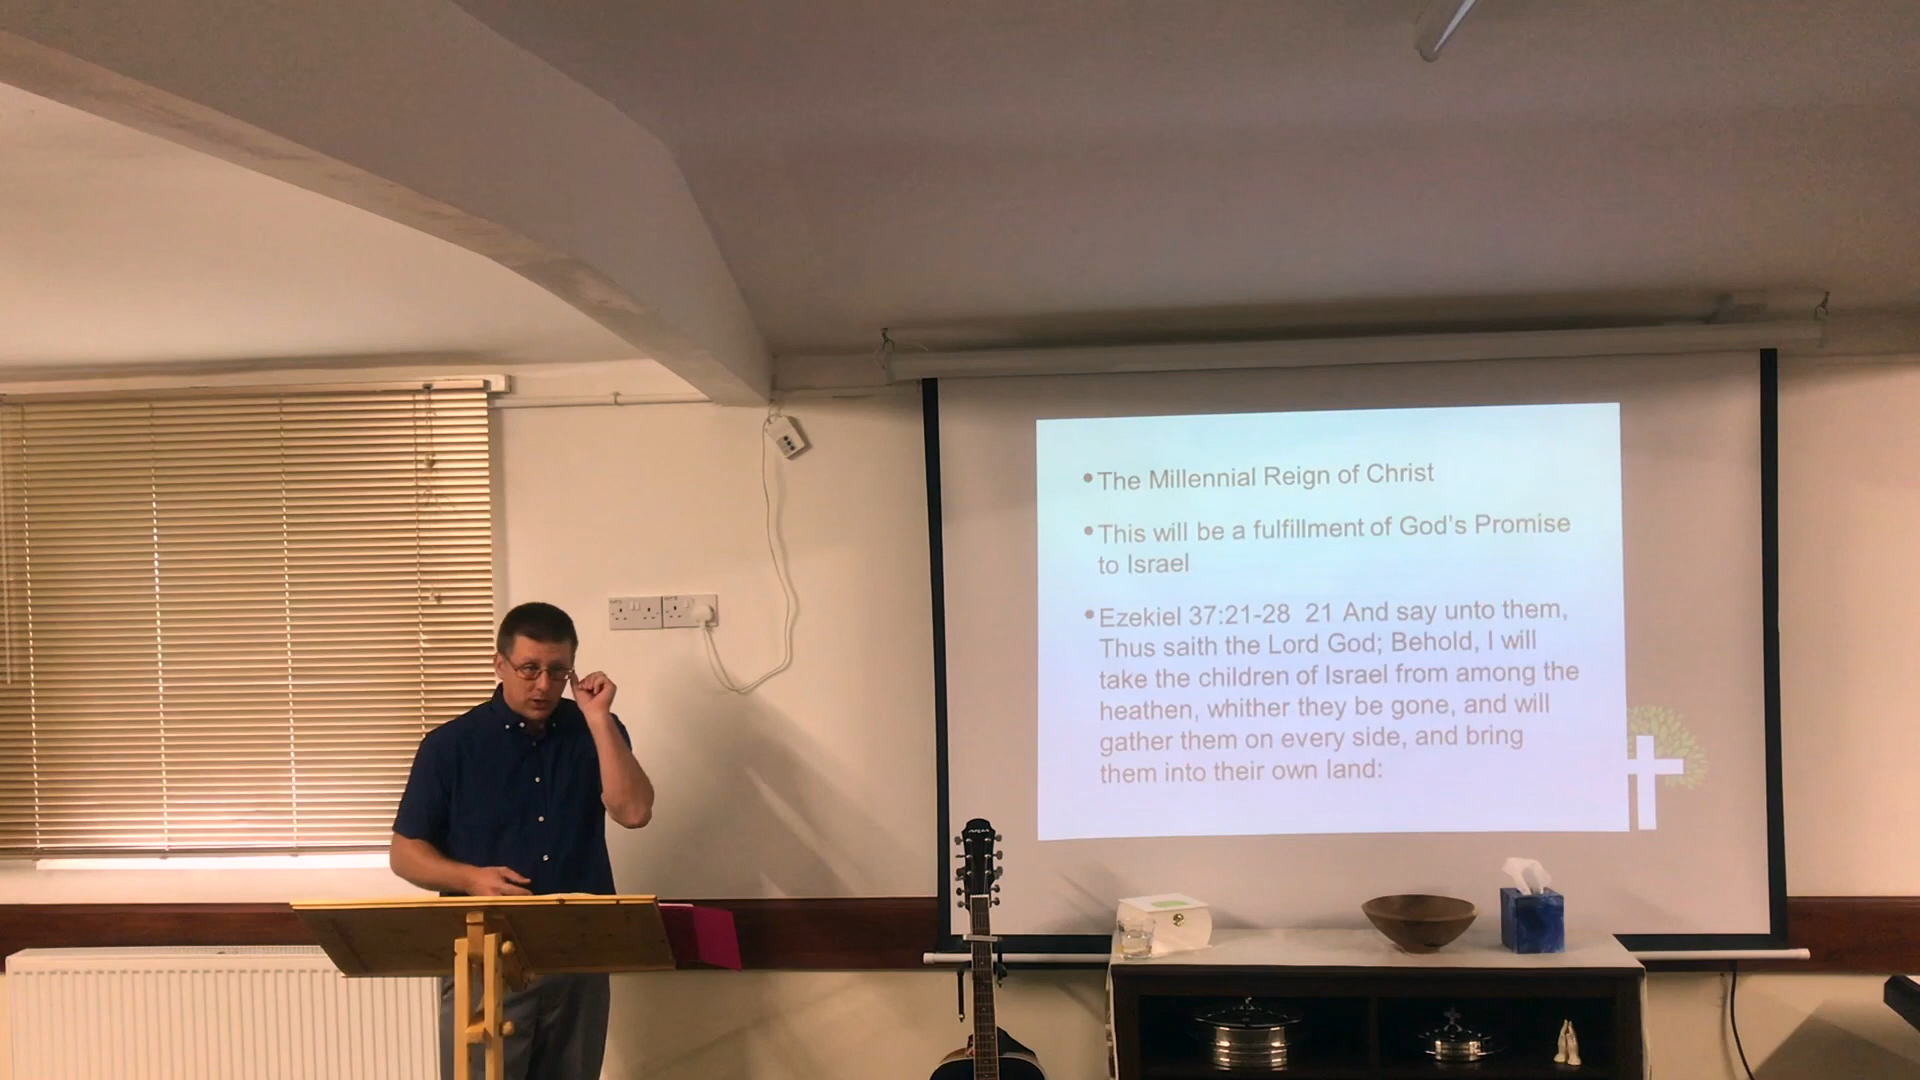 •The Millennial Reign of Christ
•This will be a fulfillment of God's Promise
to Israel
•Ezekiel 37:21-28 21 And say unto them,
Thus saith the Lord God; Behold, I will
take the children of Israel from among the
heathen, whither they be gone, and will
gather them on every side, and bring
them into their own land: